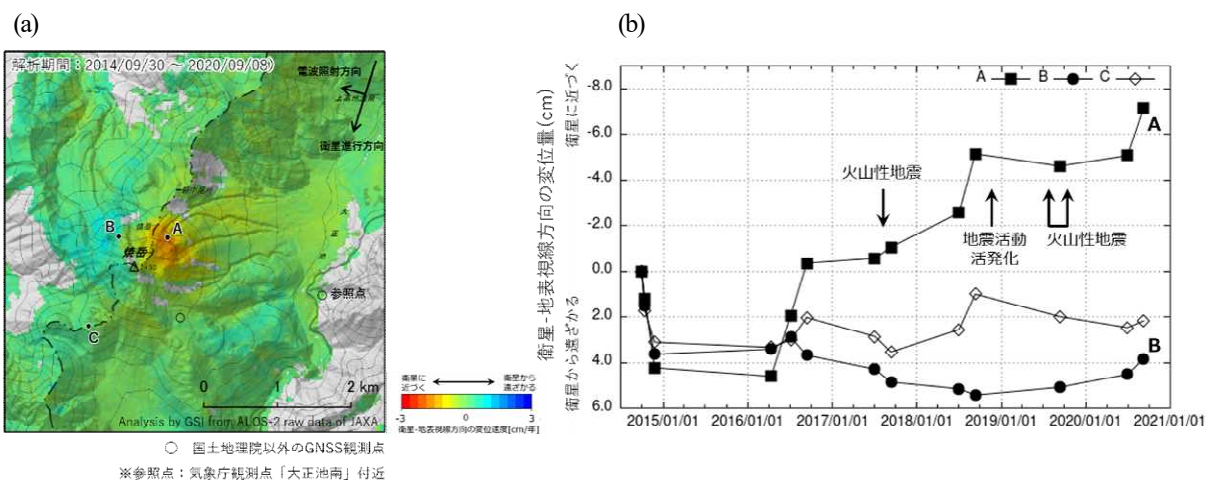 (a)
解析期間：2014/09/30 ～ 2020/09/08)
電波照射方向
衛星進行方向
B
A
焼岳
参照点
C
0 1 2 km
Analysis by GSI from ALOS-2 raw data of JAXA
衛星に
近づく
衛星から
遠ざかる
-3 0 3
衛星-地表視線方向の変位速度[cm/年]
○ 国土地理院以外のGNSS観測点
※参照点：気象庁観測点「大正池南」付近
(b)
衛星-地表視線方向の変位量(cm)
衛星に近づく
衛星から遠ざかる
A B C
-8.0
-6.0
-4.0
-2.0
0.0
2.0
4.0
6.0
A
火山性地震
地震活動
活発化
火山性地震
B
2015/01/01 2016/01/01 2017/01/01 2018/01/01 2019/01/01 2020/01/01 2021/01/01